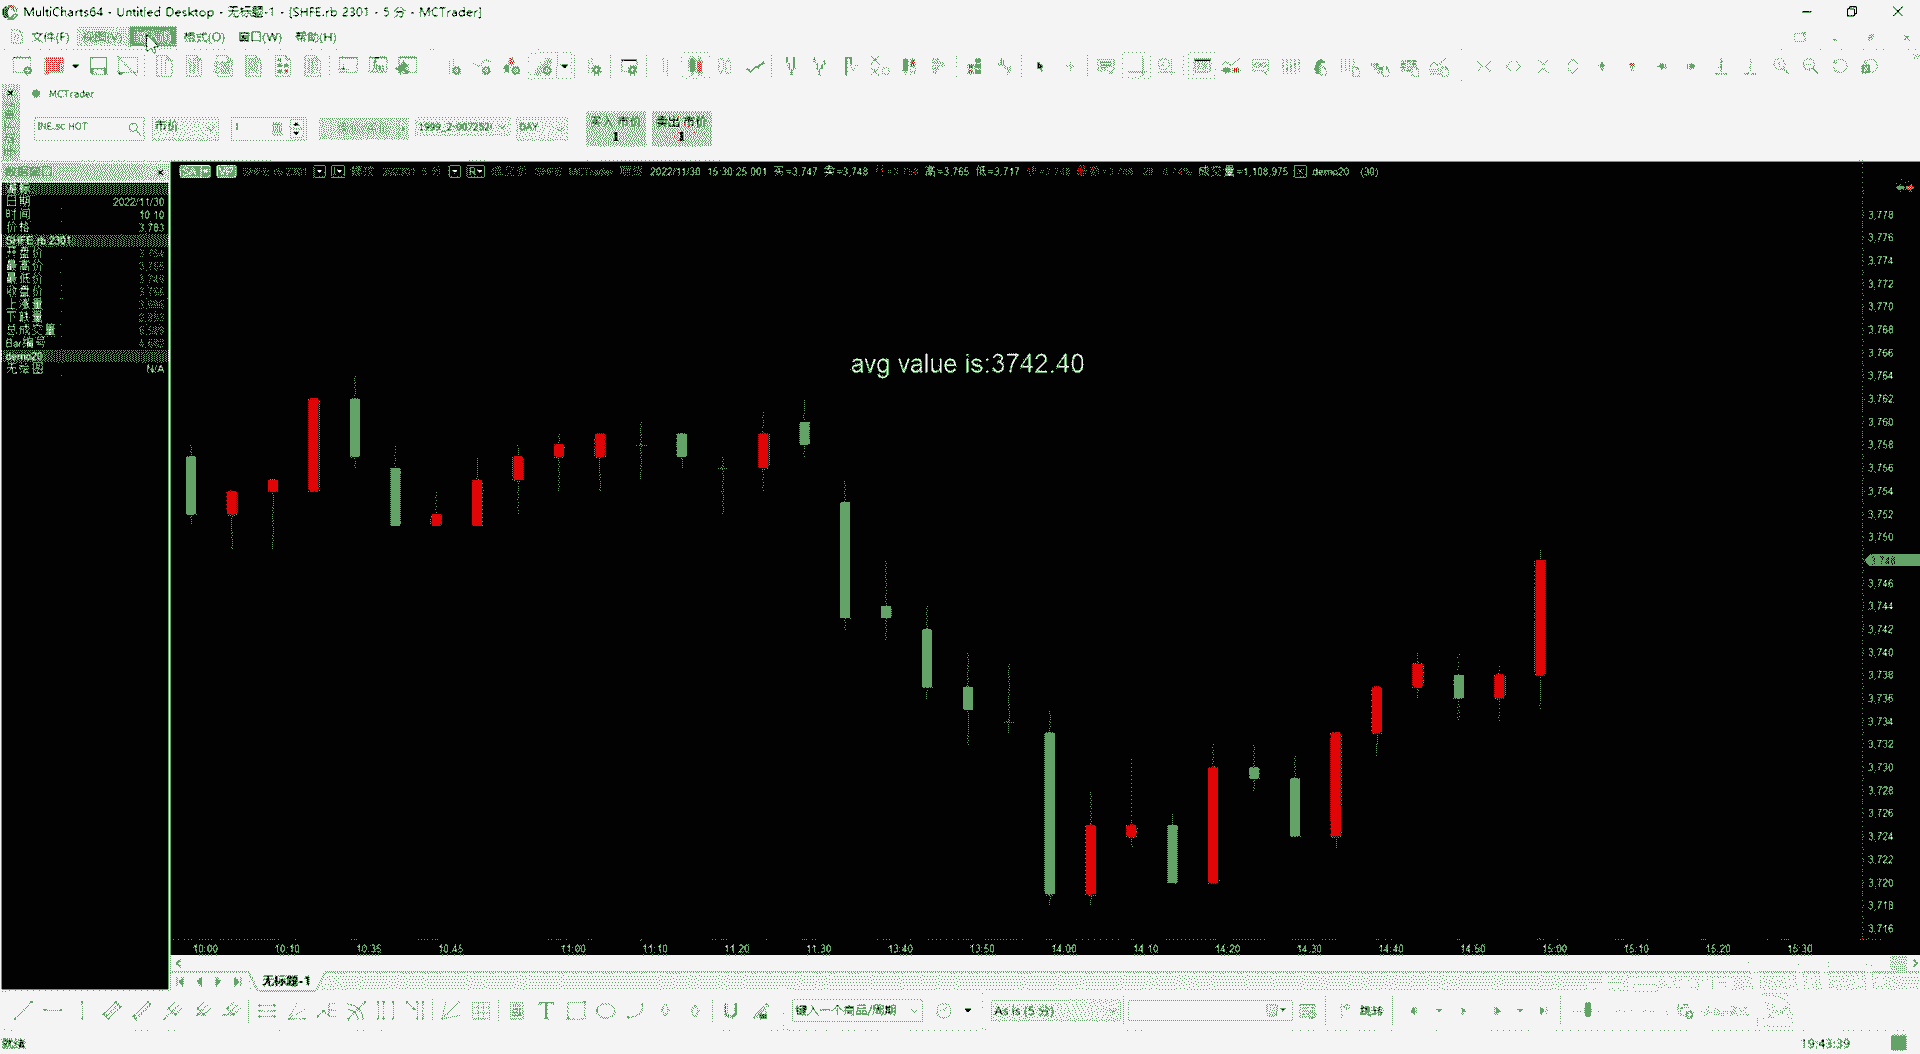 MultiCharts64 - Untitled Desktop - 无标题-1 - [SHFE.rb 2301 - 5 分 - MCTrader]
文件(F) 视图(V) 格式(O) 窗口(W) 帮助(H)
MCTrader
INE.sc HOT 市价 1 DAY 买入 市价 1 卖出 市价 1
2022/11/30 15:30:25.001 买=3,747 卖=3,748 高=3,765 低=3,717 成交量=1,108,975 demo20 (30)
日期 2022/11/30
时间 10:10
价格 3,763
SHFE.rb 2301
开盘价
最高价
最低价
收盘价
上涨量
下跌量
总成交量
Bar编号
demo20
无绘图 N/A
avg value is:3742.40
3,778
3,776
3,774
3,772
3,770
3,768
3,766
3,764
3,762
3,760
3,758
3,756
3,754
3,752
3,750
3,748
3,746
3,744
3,742
3,740
3,738
3,736
3,734
3,732
3,730
3,728
3,726
3,724
3,722
3,720
3,718
3,716
10:00 10:10 10:35 10:45 11:00 11:10 11:20 11:30 13:40 13:50 14:00 14:10 14:20 14:30 14:40 14:50 15:00 15:10 15:20 15:30
无标题-1
键入一个商品/周期 As is (5 分) 跳转
就绪 19:43:39